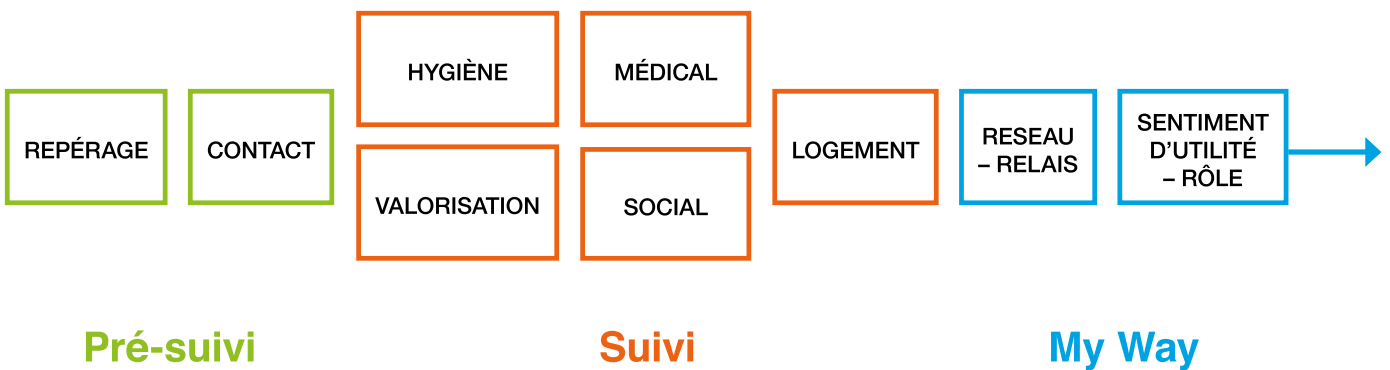 REPÉRAGE
CONTACT
HYGIÈNE
MÉDICAL
VALORISATION
SOCIAL
LOGEMENT
RESEAU
– RELAIS
SENTIMENT
D’UTILITÉ
– RÔLE
Pré-suivi
Suivi
My Way